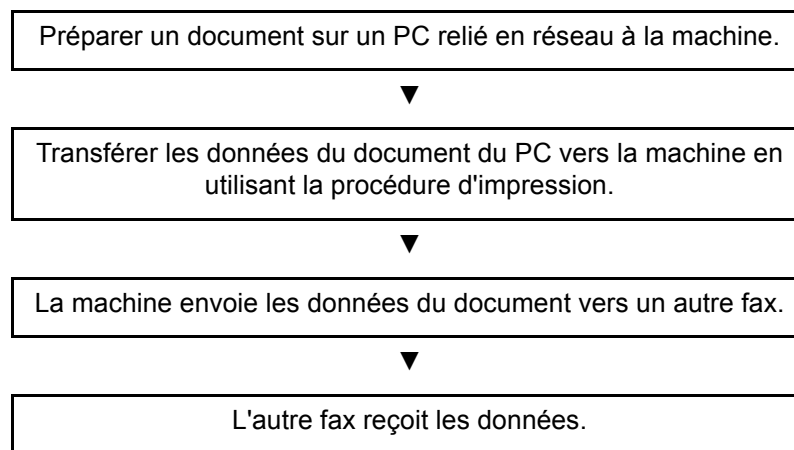 Préparer un document sur un PC relié en réseau à la machine.
▼
Transférer les données du document du PC vers la machine en
utilisant la procédure d'impression.
▼
La machine envoie les données du document vers un autre fax.
▼
L'autre fax reçoit les données.